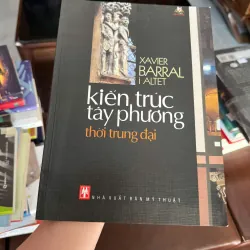 XAVIER
BARRAL
I ALTET
kiến, trúc
tây phương
thời trung đại
NHÀ XUẤT BẢN MỸ THUẬT